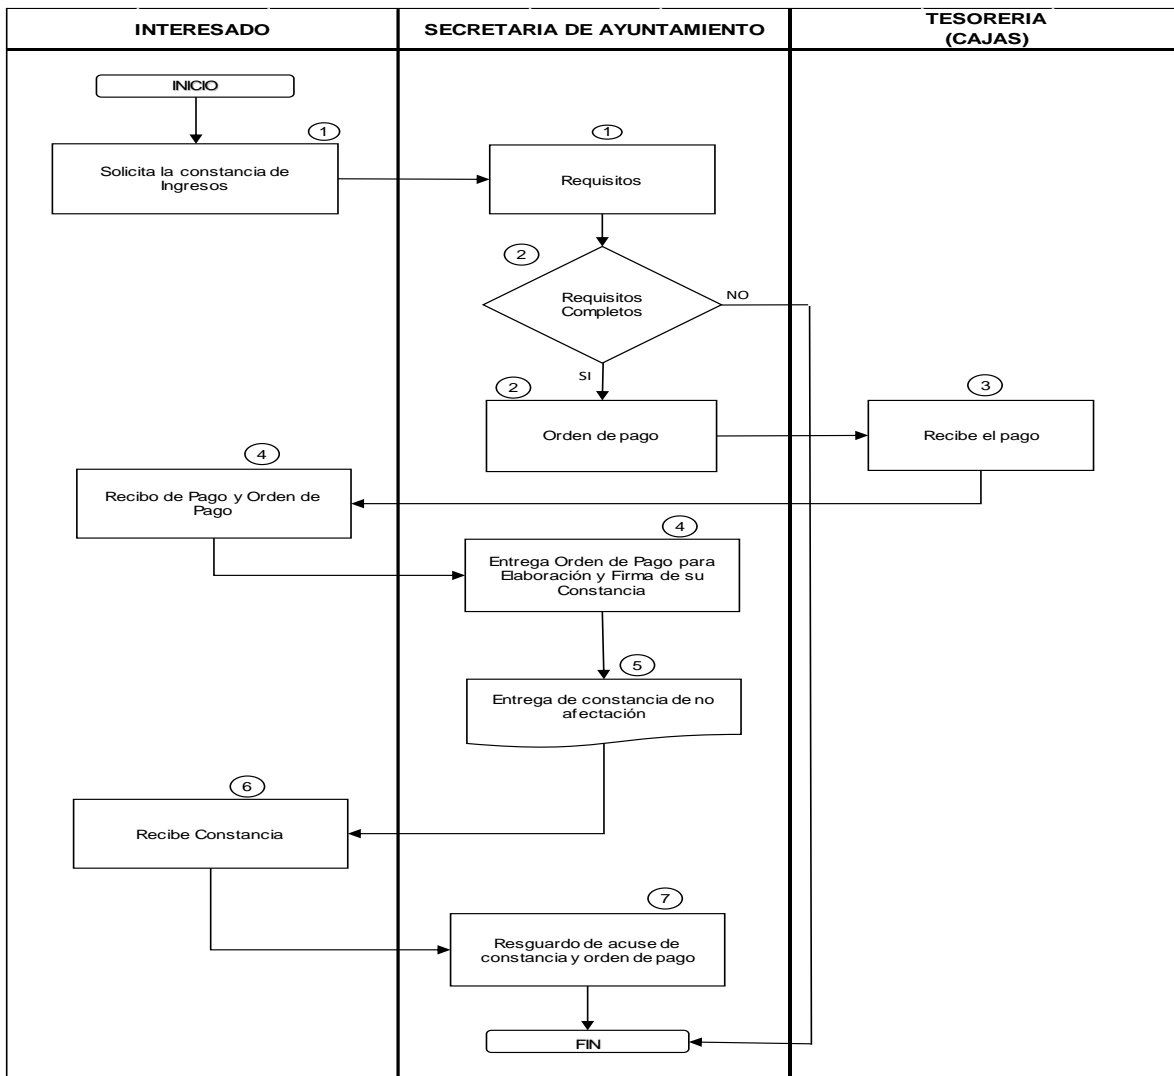 INTERESADO
SECRETARIA DE AYUNTAMIENTO
TESORERIA
(CAJAS)
INICIO
1
Solicita la constancia de
Ingresos
1
Requisitos
2
Requisitos
Completos
NO
SI
2
Orden de pago
3
Recibe el pago
4
Recibo de Pago y Orden de
Pago
4
Entrega Orden de Pago para
Elaboración y Firma de su
Constancia
5
Entrega de constancia de no
afectación
6
Recibe Constancia
7
Resguardo de acuse de
constancia y orden de pago
FIN